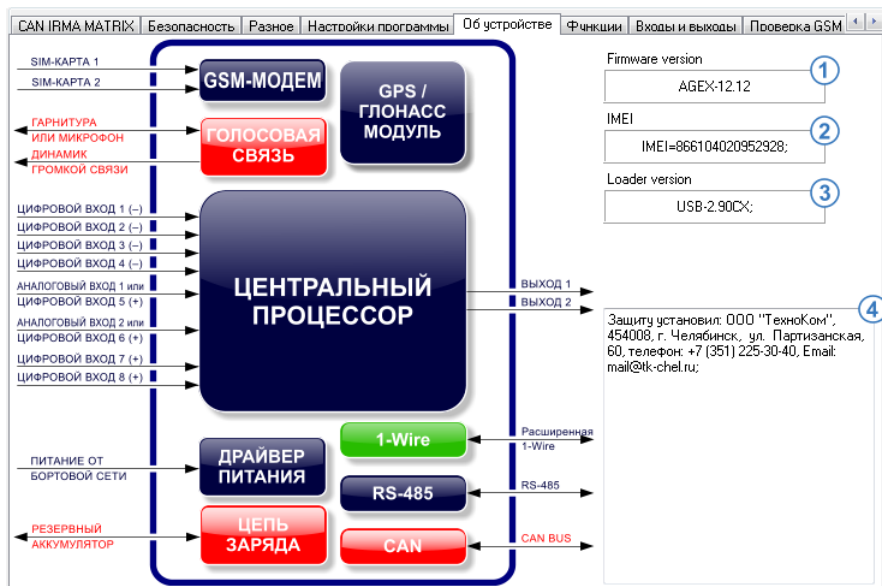 CAN IRMA MATRIX
Безопасность
Разное
Настройки программы
Об устройстве
Функции
Входы и выходы
Проверка GSM
SIM-КАРТА 1
SIM-КАРТА 2
ГАРНИТУРА
ИЛИ МИКРОФОН
ДИНАМИК
ГРОМКОЙ СВЯЗИ
GSM-МОДЕМ
ГОЛОСОВАЯ
СВЯЗЬ
GPS /
ГЛОНАСС
МОДУЛЬ
Firmware version
1
AGEX-12.12
IMEI
2
IMEI=866104020952928;
Loader version
3
USB-2.90CX;
ЦИФРОВОЙ ВХОД 1 (–)
ЦИФРОВОЙ ВХОД 2 (–)
ЦИФРОВОЙ ВХОД 3 (–)
ЦИФРОВОЙ ВХОД 4 (–)
АНАЛОГОВЫЙ ВХОД 1 или
ЦИФРОВОЙ ВХОД 5 (+)
АНАЛОГОВЫЙ ВХОД 2 или
ЦИФРОВОЙ ВХОД 6 (+)
ЦИФРОВОЙ ВХОД 7 (+)
ЦИФРОВОЙ ВХОД 8 (+)
ЦЕНТРАЛЬНЫЙ
ПРОЦЕССОР
ВЫХОД 1
ВЫХОД 2
4
Защиту установил: ООО "ТехноКом",
454008, г. Челябинск, ул. Партизанская,
60, телефон: +7 (351) 225-30-40, Email:
mail@tk-chel.ru;
ПИТАНИЕ ОТ
БОРТОВОЙ СЕТИ
РЕЗЕРВНЫЙ
АККУМУЛЯТОР
ДРАЙВЕР
ПИТАНИЯ
ЦЕПЬ
ЗАРЯДА
1-Wire
RS-485
CAN
Расширенная
1-Wire
RS-485
CAN BUS